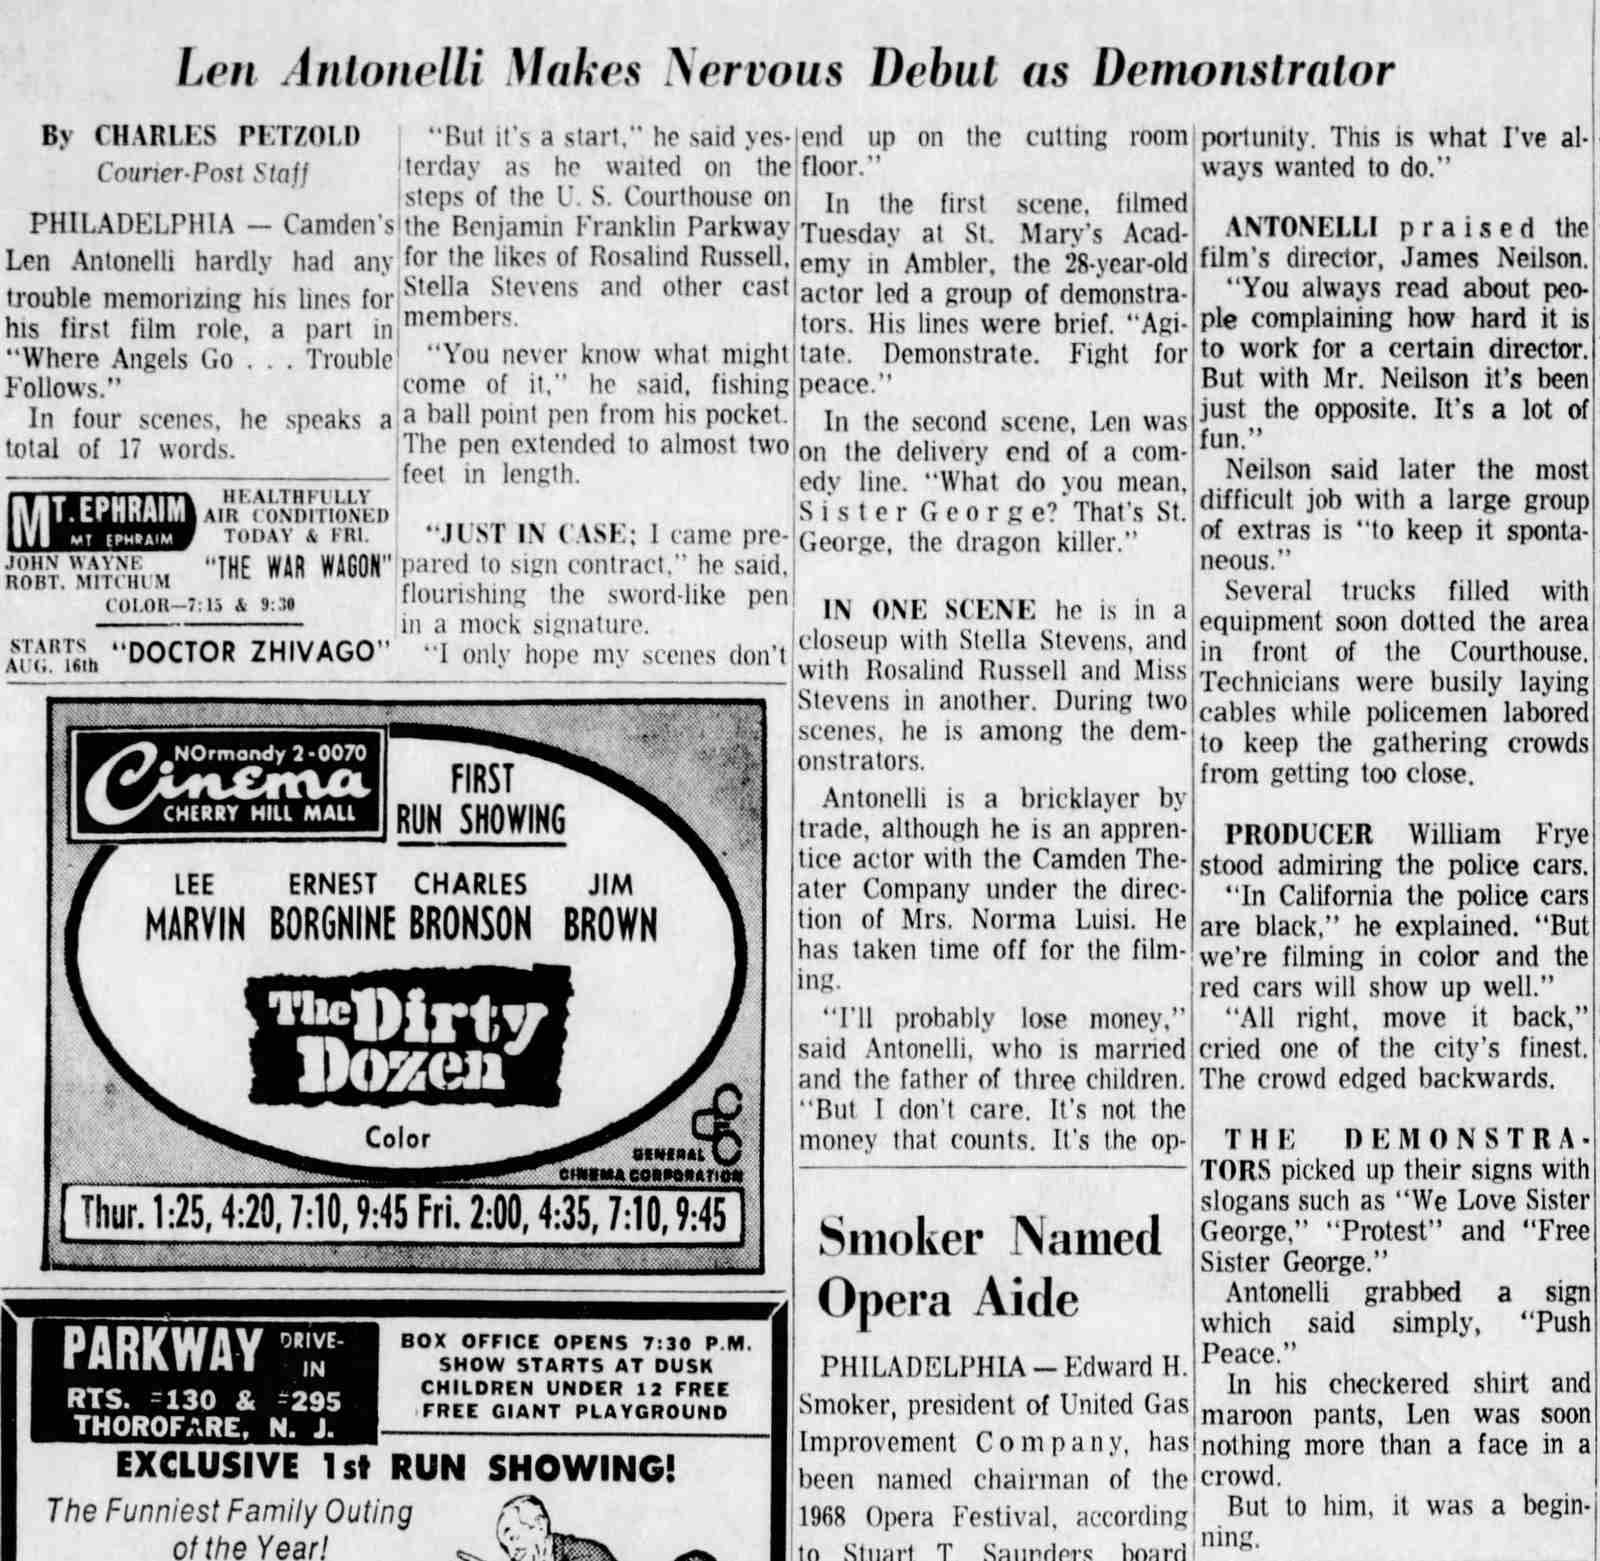 Len Antonelli Makes Nervous Debut as Demonstrator
By CHARLES PETZOLD
Courier-Post Staff
PHILADELPHIA — Camden's
Len Antonelli hardly had any
trouble memorizing his lines for
his first film role, a part in
"Where Angels Go . . . Trouble
Follows."
In four scenes, he speaks a
total of 17 words.
"But it's a start," he said yes-
terday as he waited on the
steps of the U. S. Courthouse on
the Benjamin Franklin Parkway
for the likes of Rosalind Russell,
Stella Stevens and other cast
members.
"You never know what might
come of it," he said, fishing
a ball point pen from his pocket.
The pen extended to almost two
feet in length.
"JUST IN CASE; I came pre-
pared to sign contract," he said,
flourishing the sword-like pen
in a mock signature.
"I only hope my scenes don't
end up on the cutting room
floor."
In the first scene, filmed
Tuesday at St. Mary's Acad-
emy in Ambler, the 28-year-old
actor led a group of demonstra-
tors. His lines were brief. "Agi-
tate. Demonstrate. Fight for
peace."
In the second scene, Len was
on the delivery end of a com-
edy line. "What do you mean,
Sister George? That's St.
George, the dragon killer."
IN ONE SCENE he is in a
closeup with Stella Stevens, and
with Rosalind Russell and Miss
Stevens in another. During two
scenes, he is among the dem-
onstrators.
Antonelli is a bricklayer by
trade, although he is an appren-
tice actor with the Camden The-
ater Company under the direc-
tion of Mrs. Norma Luisi. He
has taken time off for the film-
ing.
"I'll probably lose money,"
said Antonelli, who is married
and the father of three children.
"But I don't care. It's not the
money that counts. It's the op-
portunity. This is what I've al-
ways wanted to do."
ANTONELLI praised the
film's director, James Neilson.
"You always read about peo-
ple complaining how hard it is
to work for a certain director.
But with Mr. Neilson it's been
just the opposite. It's a lot of
fun."
Neilson said later the most
difficult job with a large group
of extras is "to keep it sponta-
neous."
Several trucks filled with
equipment soon dotted the area
in front of the Courthouse.
Technicians were busily laying
cables while policemen labored
to keep the gathering crowds
from getting too close.
PRODUCER William Frye
stood admiring the police cars.
"In California the police cars
are black," he explained. "But
we're filming in color and the
red cars will show up well."
"All right, move it back,"
cried one of the city's finest.
The crowd edged backwards.
THE DEMONSTRA-
TORS picked up their signs with
slogans such as "We Love Sister
George," "Protest" and "Free
Sister George."
Antonelli grabbed a sign
which said simply, "Push
Peace."
In his checkered shirt and
maroon pants, Len was soon
nothing more than a face in a
crowd.
But to him, it was a begin-
ning.
MT. EPHRAIM
MT EPHRAIM
HEALTHFULLY
AIR CONDITIONED
TODAY & FRI.
JOHN WAYNE
ROBT. MITCHUM
"THE WAR WAGON"
COLOR—7:15 & 9:30
STARTS
AUG. 16th
"DOCTOR ZHIVAGO"
NOrmandy 2-0070
Cinema
CHERRY HILL MALL
FIRST
RUN SHOWING
LEE MARVIN
ERNEST BORGNINE
CHARLES BRONSON
JIM BROWN
The Dirty
Dozen
Color
GENERAL
CINEMA CORPORATION
Thur. 1:25, 4:20, 7:10, 9:45 Fri. 2:00, 4:35, 7:10, 9:45
PARKWAY DRIVE-
IN
RTS. =130 & =295
THOROFARE, N. J.
BOX OFFICE OPENS 7:30 P.M.
SHOW STARTS AT DUSK
CHILDREN UNDER 12 FREE
FREE GIANT PLAYGROUND
EXCLUSIVE 1st RUN SHOWING!
The Funniest Family Outing
of the Year!
Smoker Named
Opera Aide
PHILADELPHIA — Edward H.
Smoker, president of United Gas
Improvement Company, has
been named chairman of the
1968 Opera Festival, according
to Stuart T. Saunders board